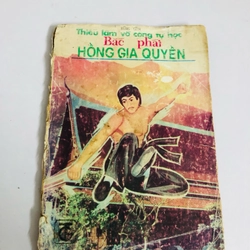 Thiếu lâm võ công tự học
Bắc phái
HỒNG GIA QUYỀN